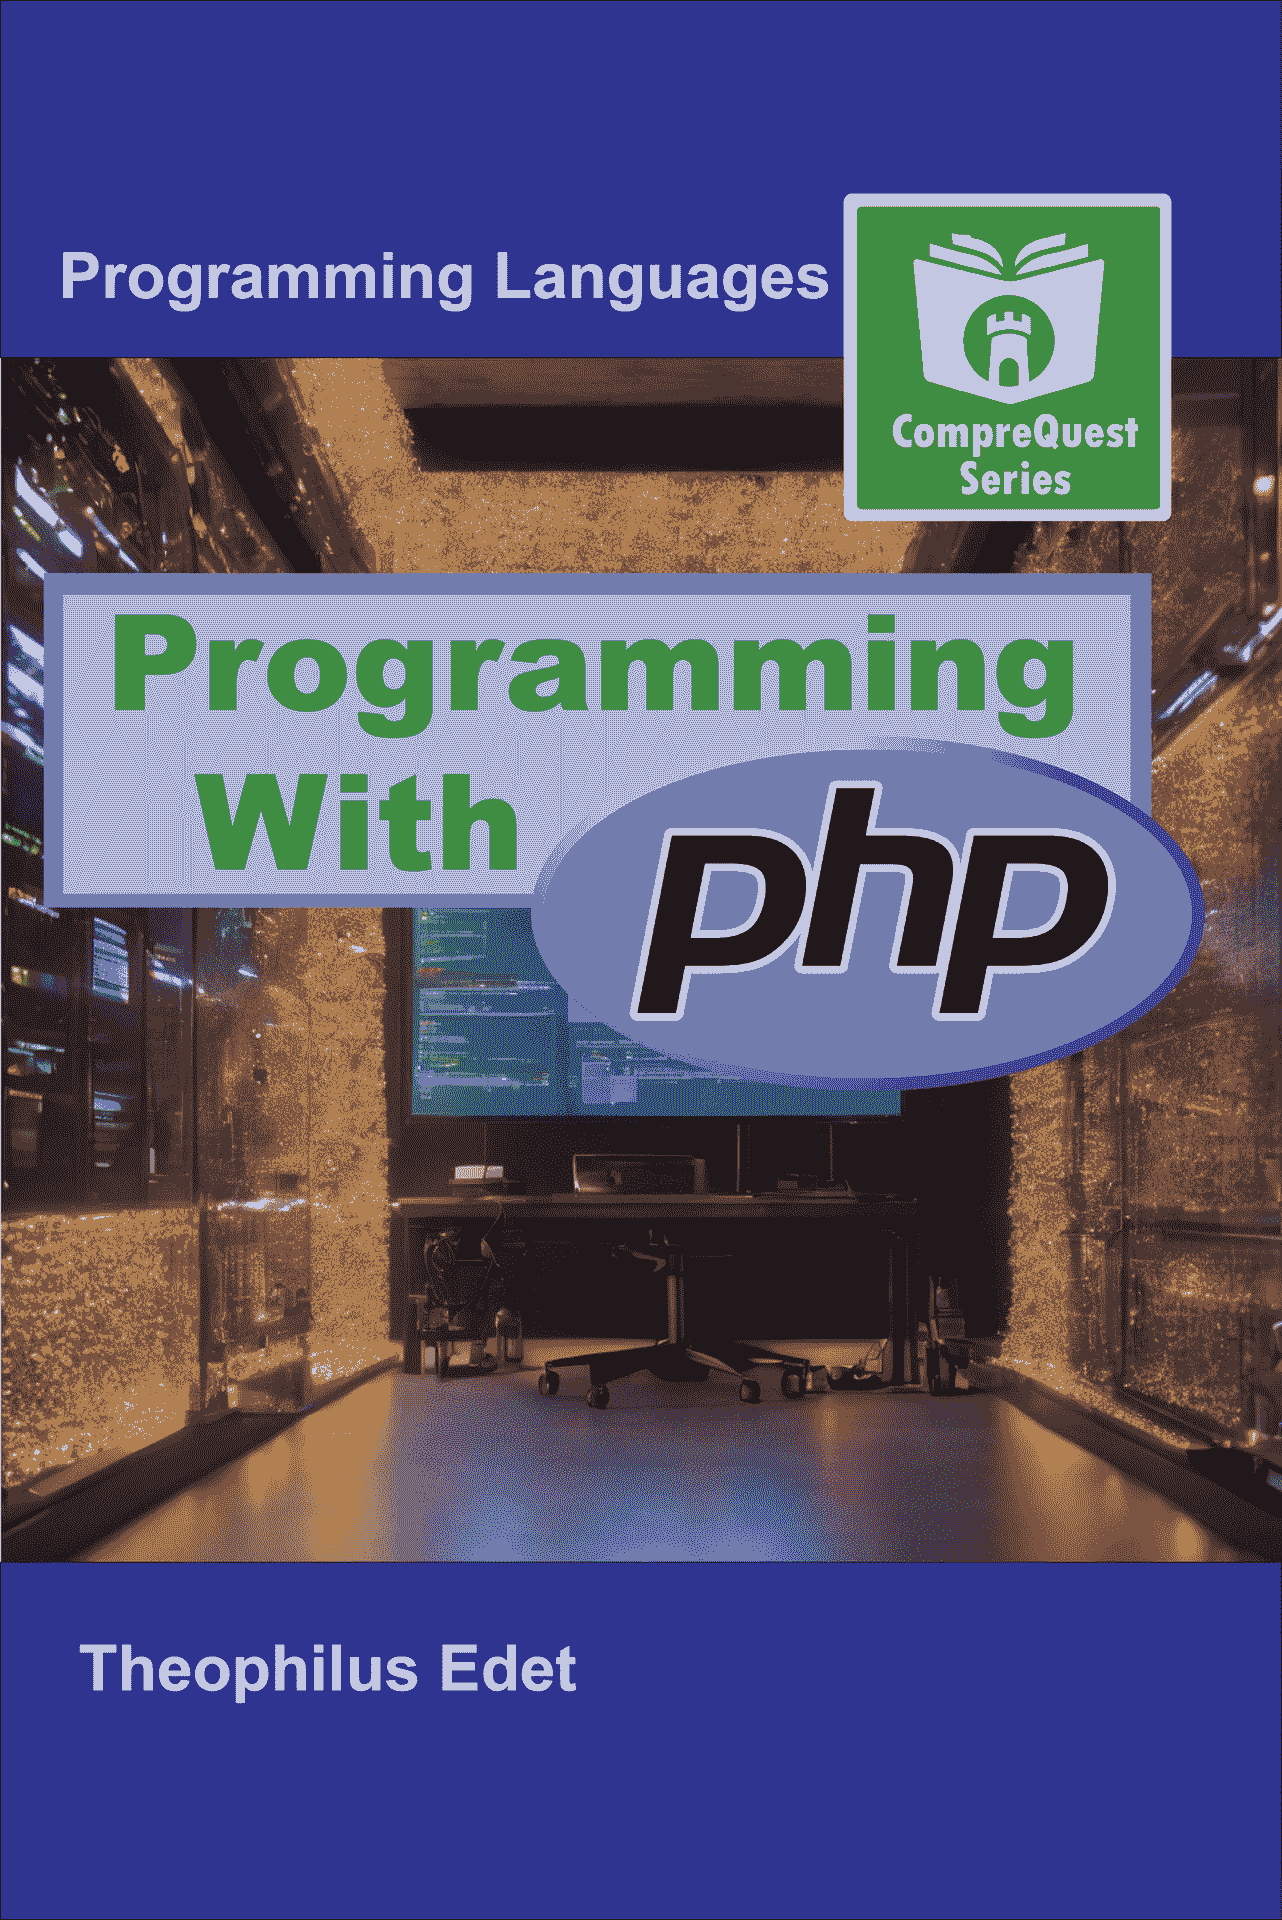 Programming Languages
CompreQuest
Series
Programming
With
php
Theophilus Edet